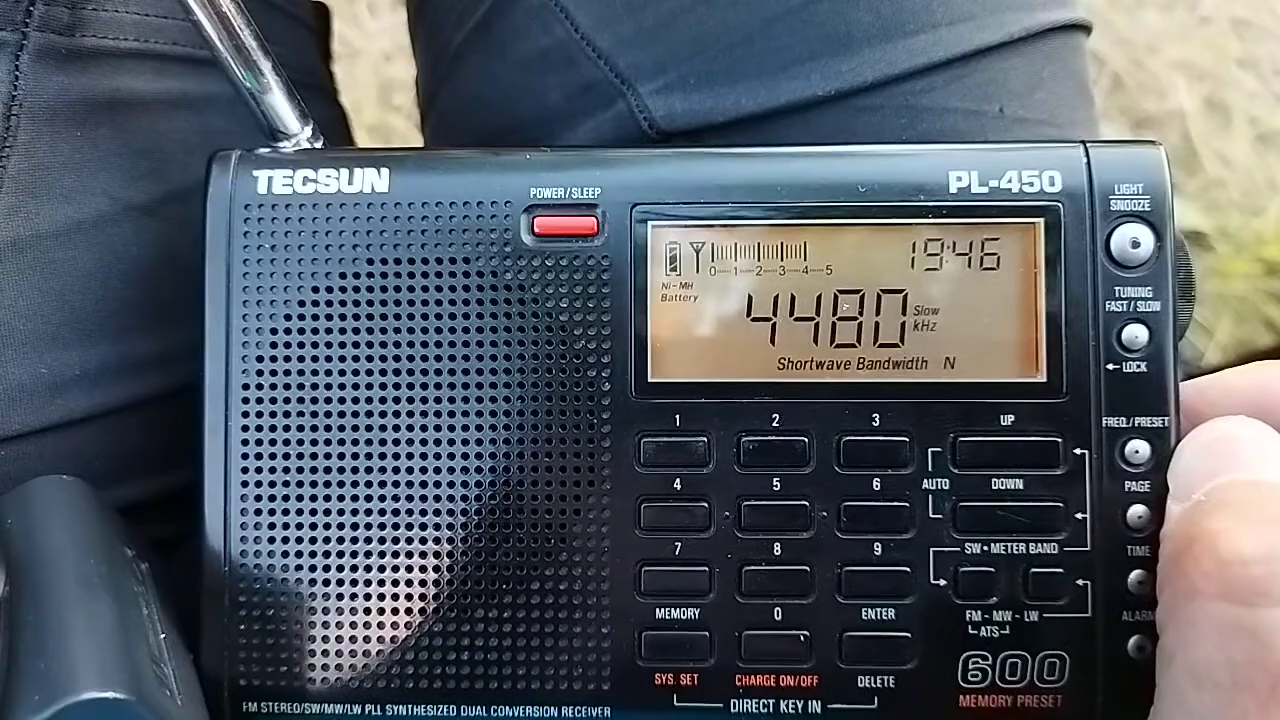 TECSUN
POWER/SLEEP
PL-450
LIGHT
SNOOZE
0 1 2 3 4 5
19:46
Ni-MH
Battery
4480 Slow
kHz
Shortwave Bandwidth N
TUNING
FAST / SLOW
← LOCK
1 2 3 UP
FREQ./PRESET
4 5 6 AUTO DOWN
PAGE
7 8 9 SW • METER BAND
TIME
MEMORY 0 ENTER FM - MW - LW
ALARM
ATS
SYS. SET CHARGE ON/OFF DELETE
600
MEMORY PRESET
DIRECT KEY IN
FM STEREO/SW/MW/LW PLL SYNTHESIZED DUAL CONVERSION RECEIVER